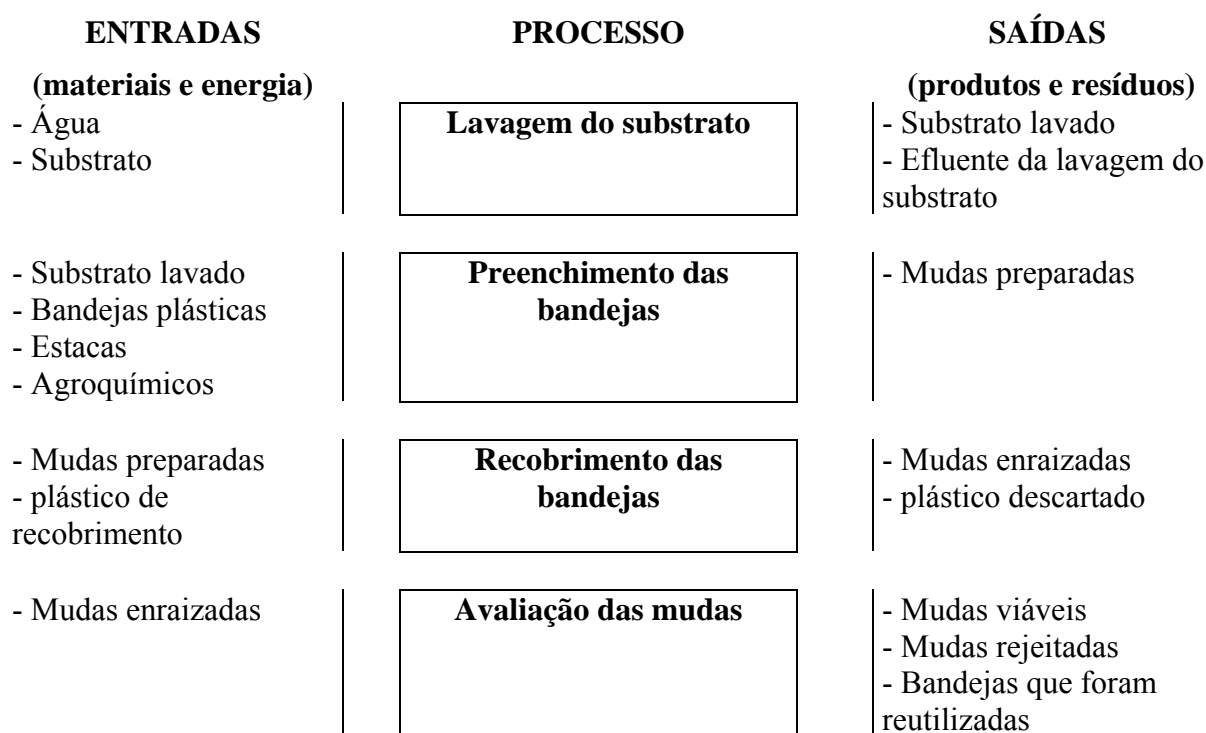 ENTRADAS
PROCESSO
SAÍDAS
(materiais e energia)
(produtos e resíduos)
- Água
- Substrato
Lavagem do substrato
- Substrato lavado
- Efluente da lavagem do
substrato
- Substrato lavado
- Bandejas plásticas
- Estacas
- Agroquímicos
Preenchimento das
bandejas
- Mudas preparadas
- Mudas preparadas
- plástico de
recobrimento
Recobrimento das
bandejas
- Mudas enraizadas
- plástico descartado
- Mudas enraizadas
Avaliação das mudas
- Mudas viáveis
- Mudas rejeitadas
- Bandejas que foram
reutilizadas